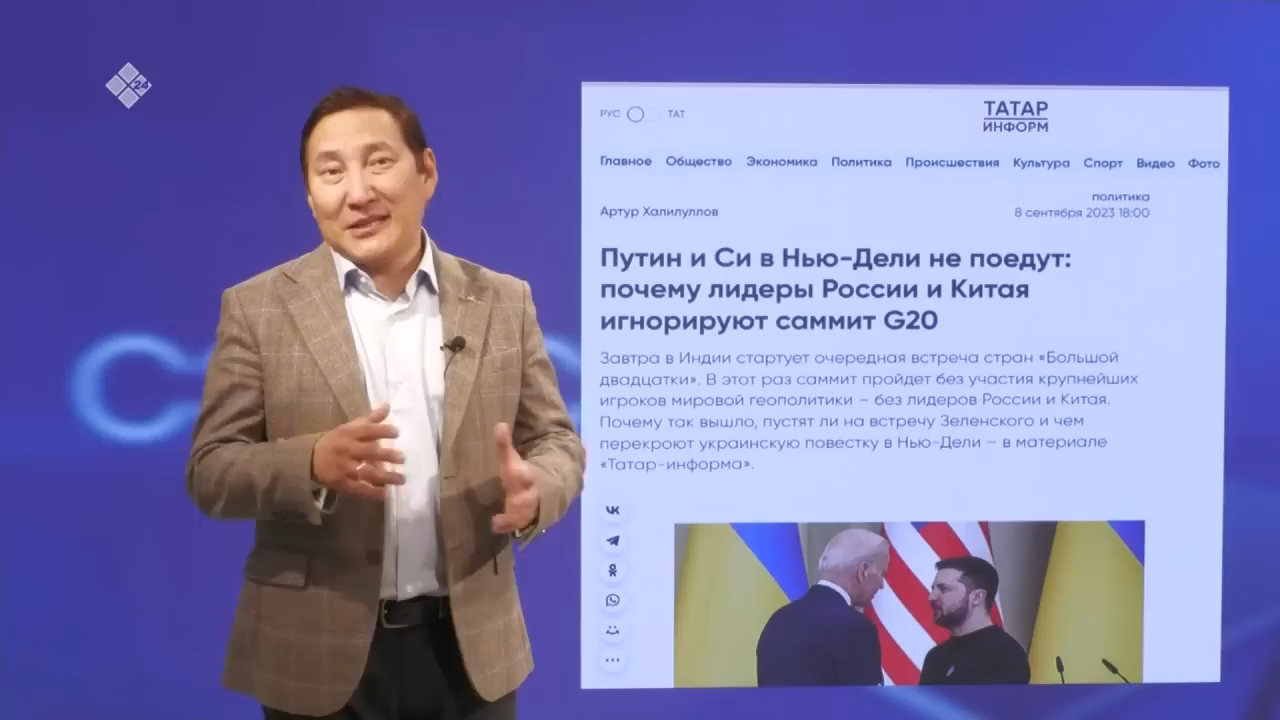 24
РУС ТАТ
ТАТАР
ИНФОРМ
Главное Общество Экономика Политика Происшествия Культура Спорт Видео Фото
политика
Артур Халилуллов 8 сентября 2023 18:00
Путин и Си в Нью-Дели не поедут:
почему лидеры России и Китая
игнорируют саммит G20
Завтра в Индии стартует очередная встреча стран «Большой
двадцатки». В этот раз саммит пройдет без участия крупнейших
игроков мировой геополитики – без лидеров России и Китая.
Почему так вышло, пустят ли на встречу Зеленского и чем
перекроют украинскую повестку в Нью-Дели – в материале
«Татар-информа».